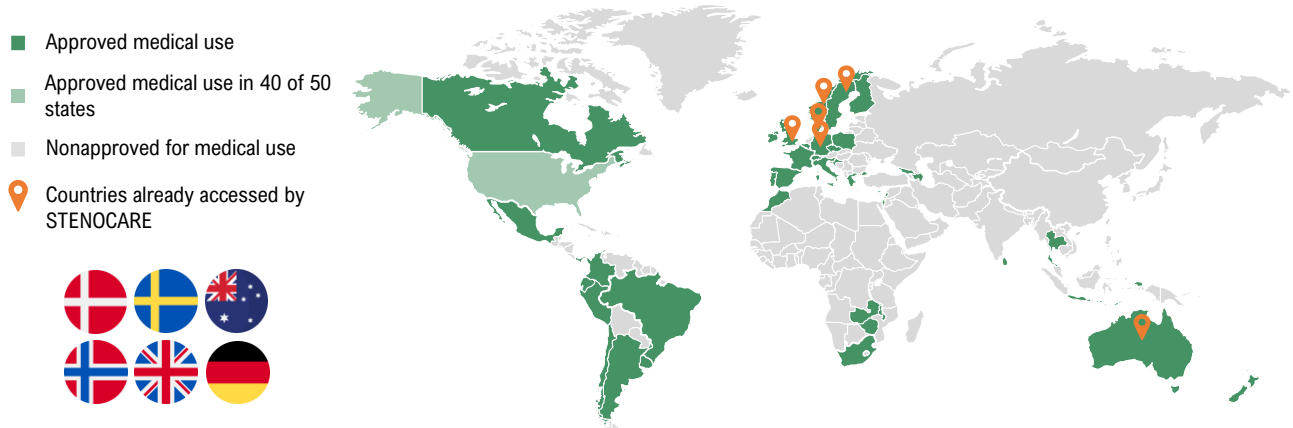 Approved medical use
Approved medical use in 40 of 50
states
Nonapproved for medical use
Countries already accessed by
STENOCARE